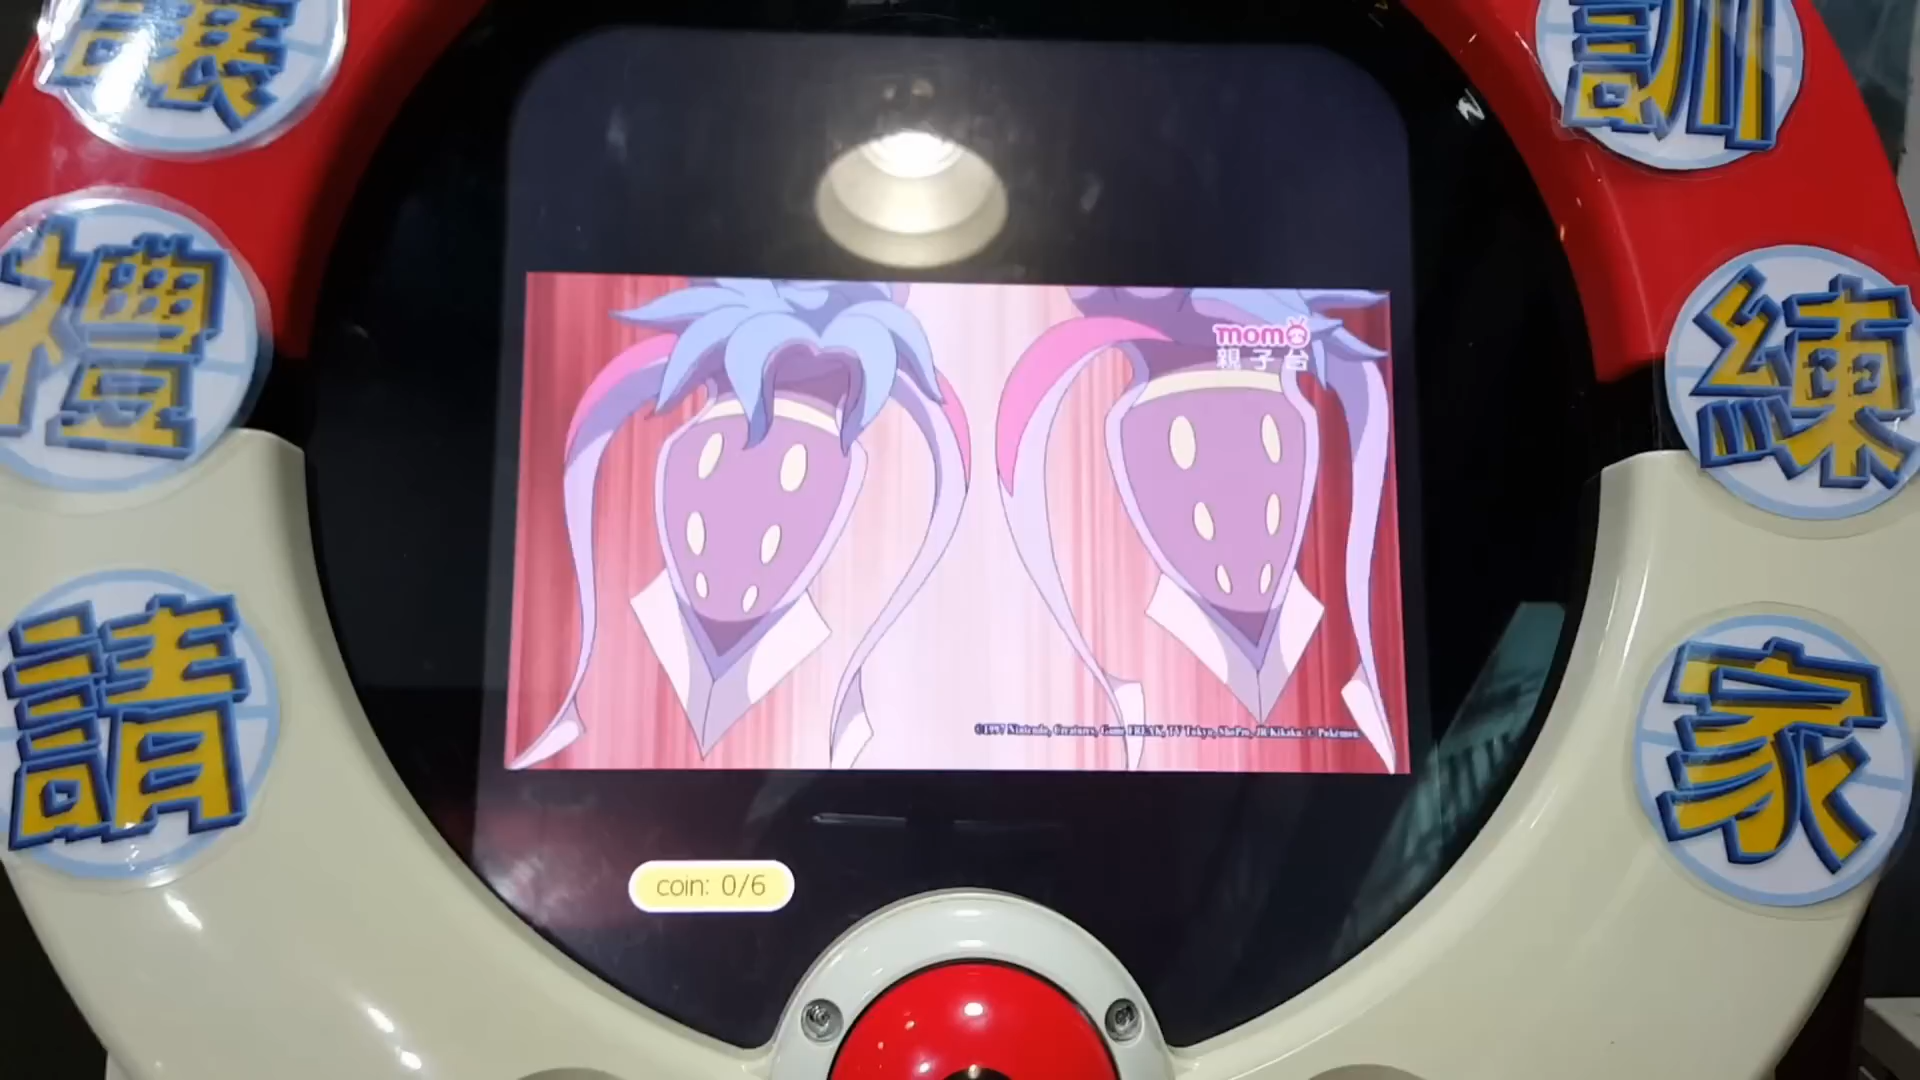 讓
禮
請
訓
練
家
momo
親子台
©1997 Nintendo, Creatures, Game FREAK, TV Tokyo, ShoPro, JR Kikaku. © Pokémon.
coin: 0/6